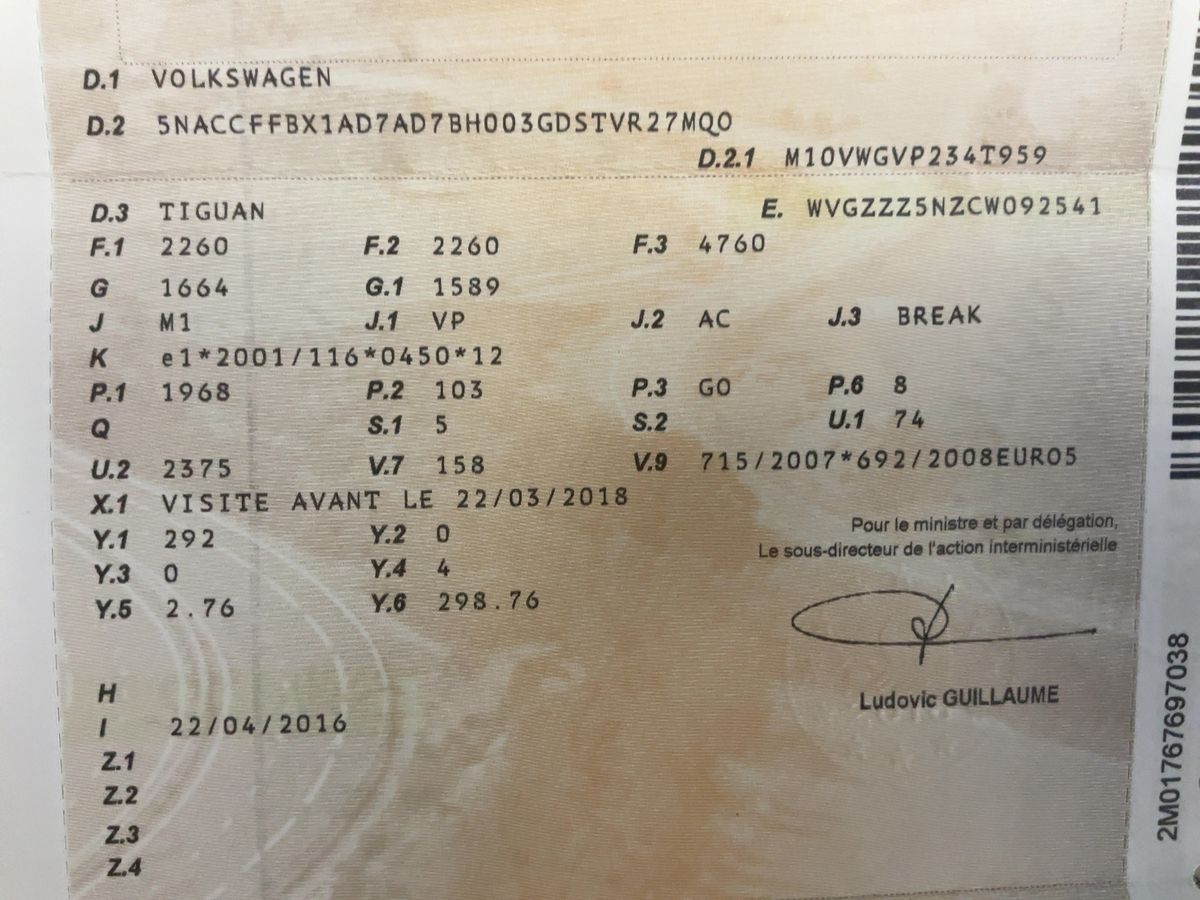 D.1 VOLKSWAGEN
D.2 5NACCFFBX1AD7AD7BH003GDSTVR27MQO
D.2.1 M10VWGVP234T959
D.3 TIGUAN E. WVGZZZ5NZCW092541
F.1 2260 F.2 2260 F.3 4760
G 1664 G.1 1589
J M1 J.1 VP J.2 AC J.3 BREAK
K e1*2001/116*0450*12
P.1 1968 P.2 103 P.3 GO P.6 8
Q S.1 5 S.2 U.1 74
U.2 2375 V.7 158 V.9 715/2007*692/2008EURO5
X.1 VISITE AVANT LE 22/03/2018
Y.1 292 Y.2 0
Y.3 0 Y.4 4
Y.5 2.76 Y.6 298.76
Pour le ministre et par délégation,
Le sous-directeur de l'action interministérielle
Ludovic GUILLAUME
H
I 22/04/2016
Z.1
Z.2
Z.3
Z.4
2M01767697038